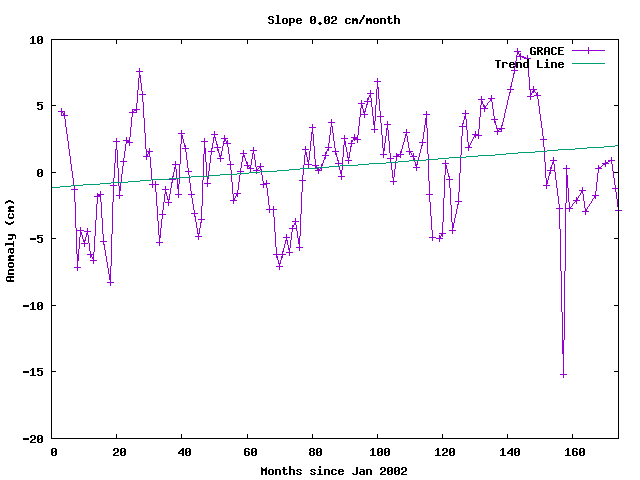 Slope 0.02 cm/month
10
5
0
-5
-10
-15
-20
Anomaly (cm)
GRACE
Trend Line
0 20 40 60 80 100 120 140 160
Months since Jan 2002